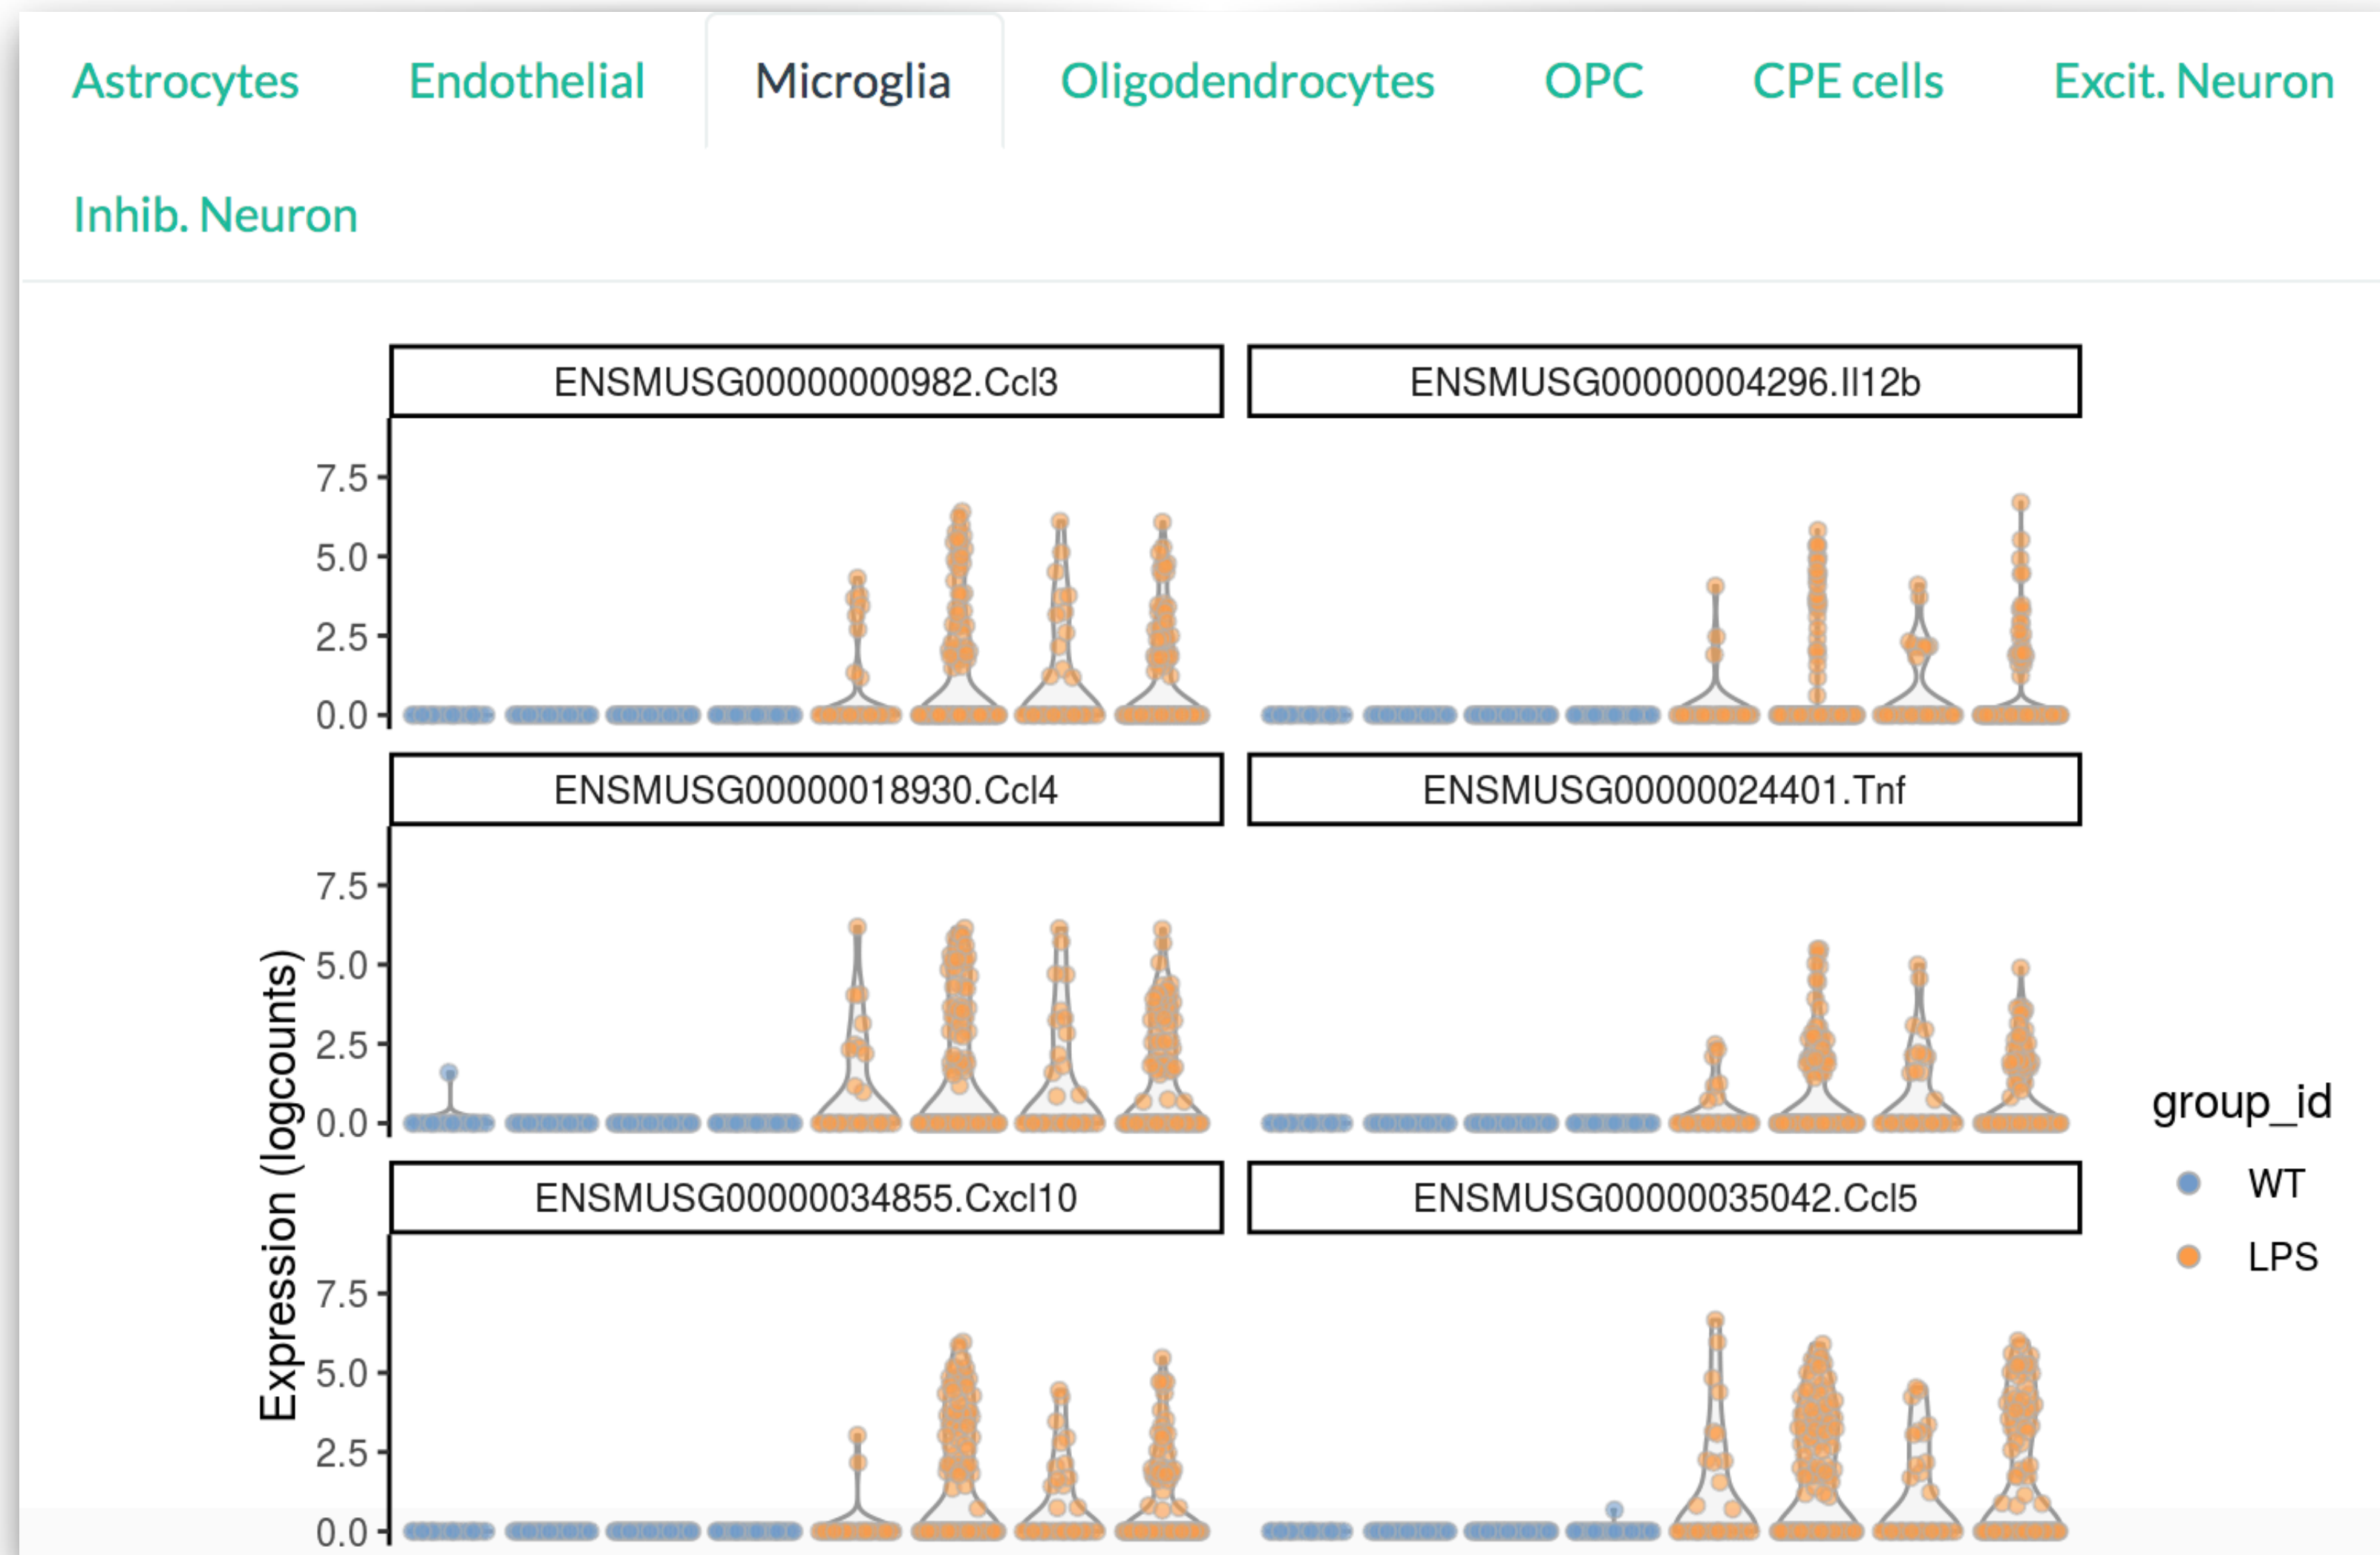 Astrocytes Endothelial Microglia Oligodendrocytes OPC CPE cells Excit. Neuron
Inhib. Neuron
ENSMUSG00000000982.Ccl3 ENSMUSG00000004296.Il12b
7.5
5.0
2.5
0.0
ENSMUSG00000018930.Ccl4 ENSMUSG00000024401.Tnf
7.5
5.0
2.5
0.0
ENSMUSG00000034855.Cxcl10 ENSMUSG00000035042.Ccl5
7.5
5.0
2.5
0.0
Expression (logcounts)
group_id
WT
LPS